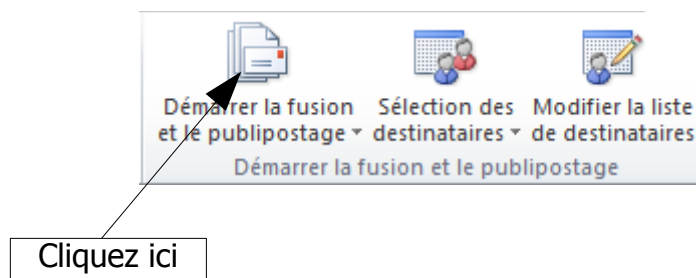 Démarrer la fusion
et le publipostage
Sélection des
destinataires
Modifier la liste
de destinataires
Démarrer la fusion et le publipostage
Cliquez ici